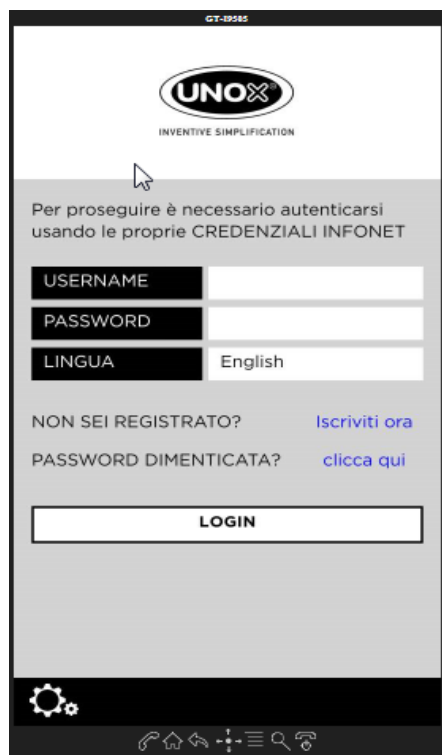 GT-I9505
UNOX
INVENTIVE SIMPLIFICATION
Per proseguire è necessario autenticarsi
usando le proprie CREDENZIALI INFONET
USERNAME
PASSWORD
LINGUA English
NON SEI REGISTRATO? Iscriviti ora
PASSWORD DIMENTICATA? clicca qui
LOGIN